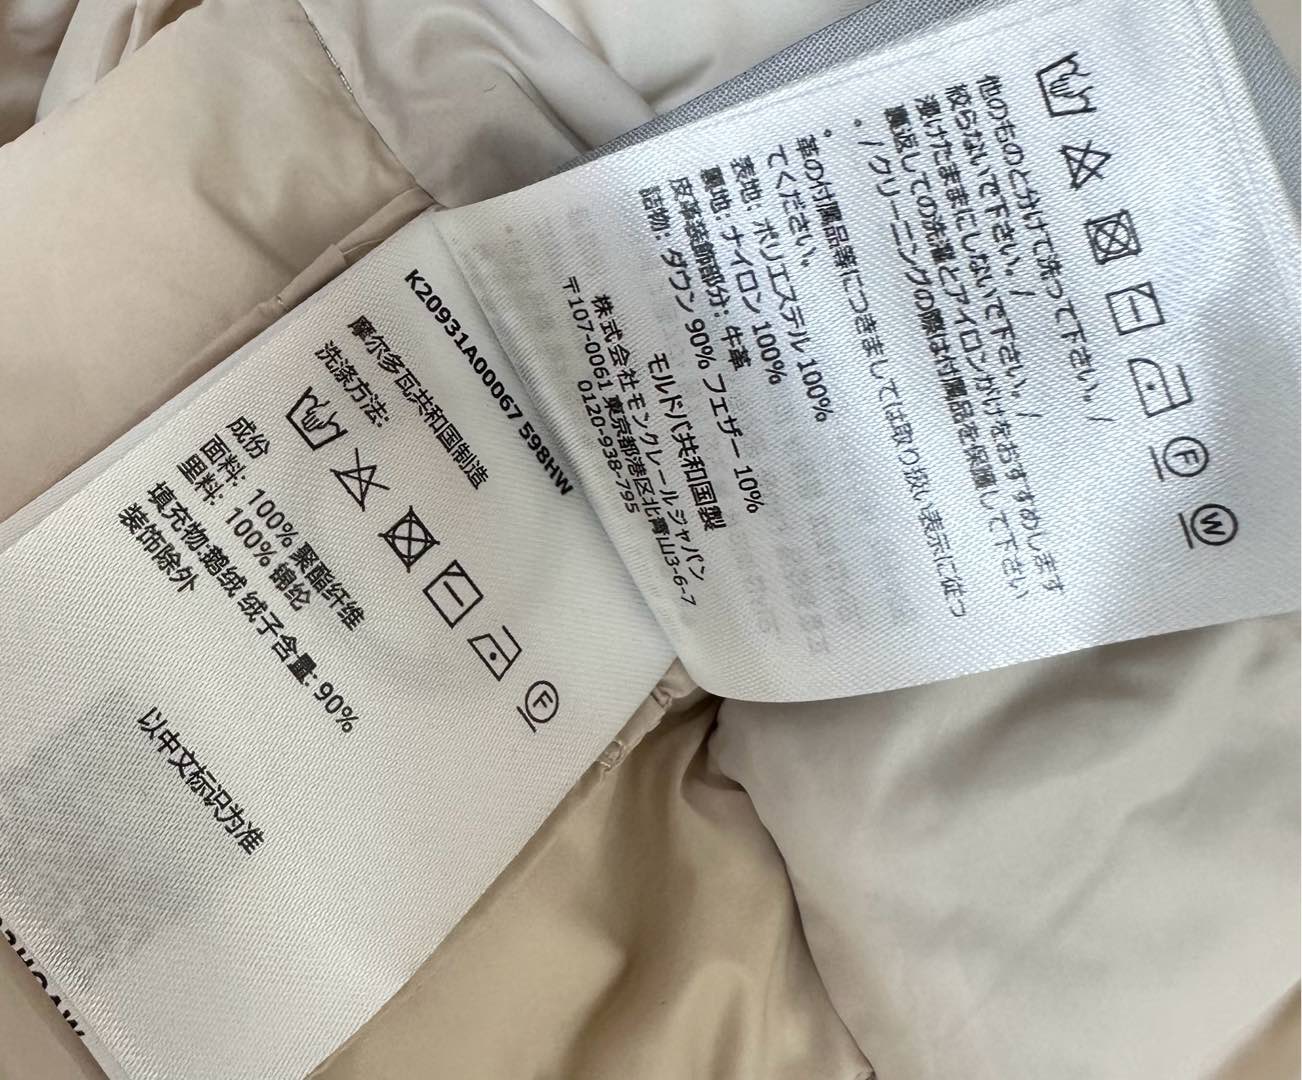 K20931A00067 598HW
摩尔多瓦共和国制造
洗涤方法:
F
成份
面料: 100% 聚酯纤维
里料: 100% 锦纶
填充物:鹅绒 绒子含量: 90%
装饰除外
以中文标识为准
F
W
他のものと分けて洗って下さい。/
絞らないで下さい。/
濡れたままにしないで下さい。/
裏返しての洗濯とアイロンがけをおすすめします
・/ クリーニングの際は付属品を保護して下さい
・
革の付属品等につきましては取り扱い表示に従っ
てください。
表地: ポリエステル 100%
裏地: ナイロン 100%
皮革装飾部分: 牛革
詰物: ダウン 90% フェザー 10%
モルドバ共和国製
株式会社 モンクレール ジャパン
〒107-0061 東京都港区北青山3-6-7
0120-938-795